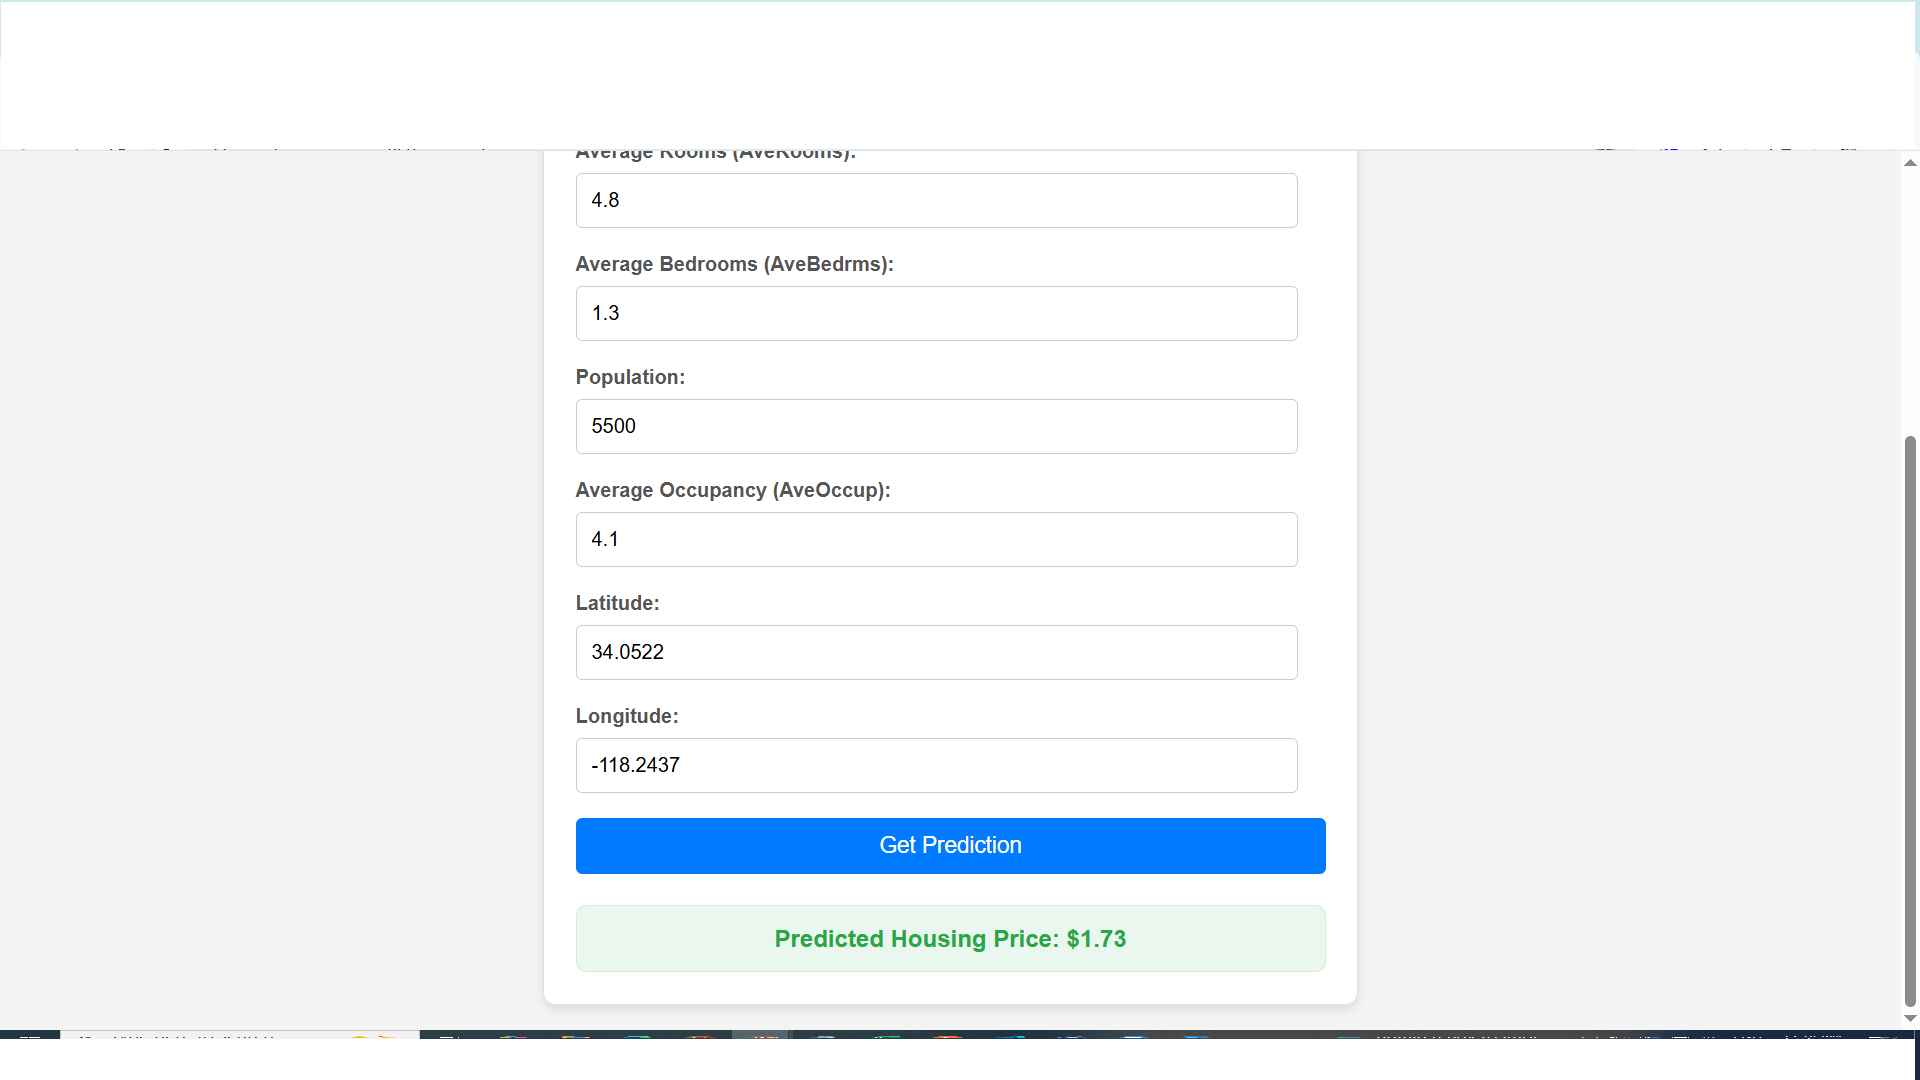 Average Rooms (AveRooms):
4.8
Average Bedrooms (AveBedrms):
1.3
Population:
5500
Average Occupancy (AveOccup):
4.1
Latitude:
34.0522
Longitude:
-118.2437
Get Prediction
Predicted Housing Price: $1.73